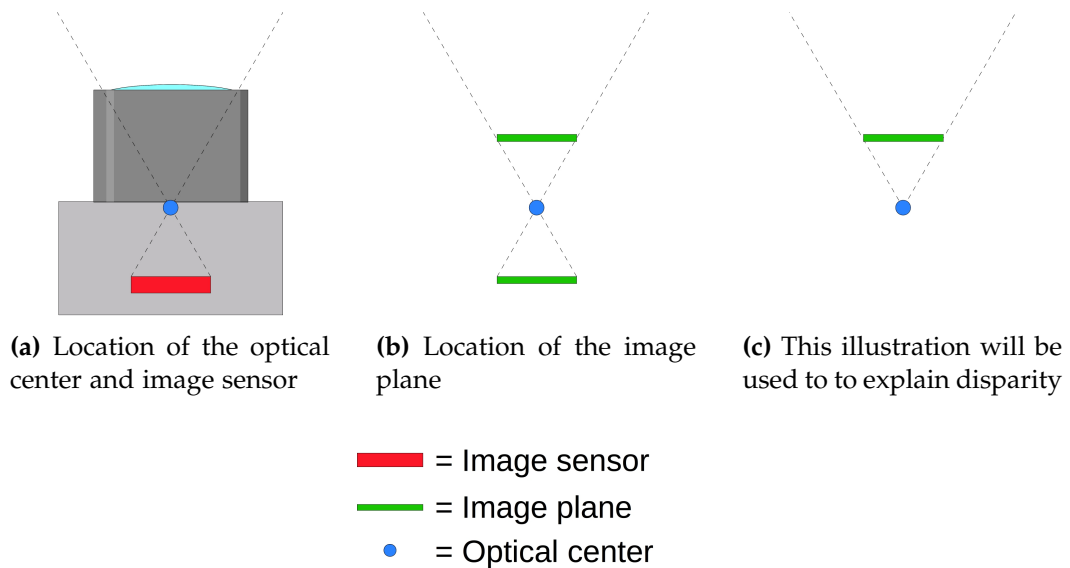 (a) Location of the optical
center and image sensor
(b) Location of the image
plane
(c) This illustration will be
used to to explain disparity
= Image sensor
= Image plane
= Optical center